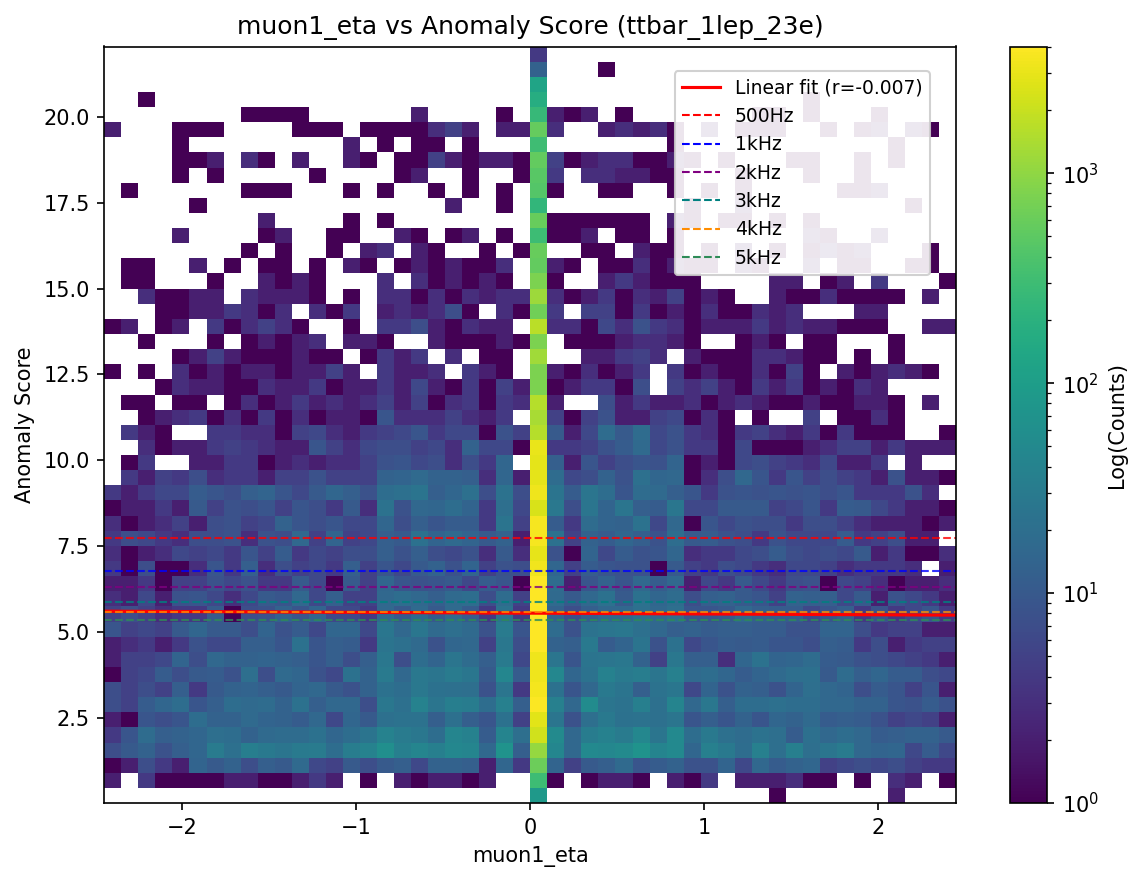 muon1_eta vs Anomaly Score (ttbar_1lep_23e)
Linear fit (r=-0.007)
500Hz
1kHz
2kHz
3kHz
4kHz
5kHz
Anomaly Score
20.0
17.5
15.0
12.5
10.0
7.5
5.0
2.5
−2
−1
0
1
2
muon1_eta
10³
10²
10¹
10⁰
Log(Counts)